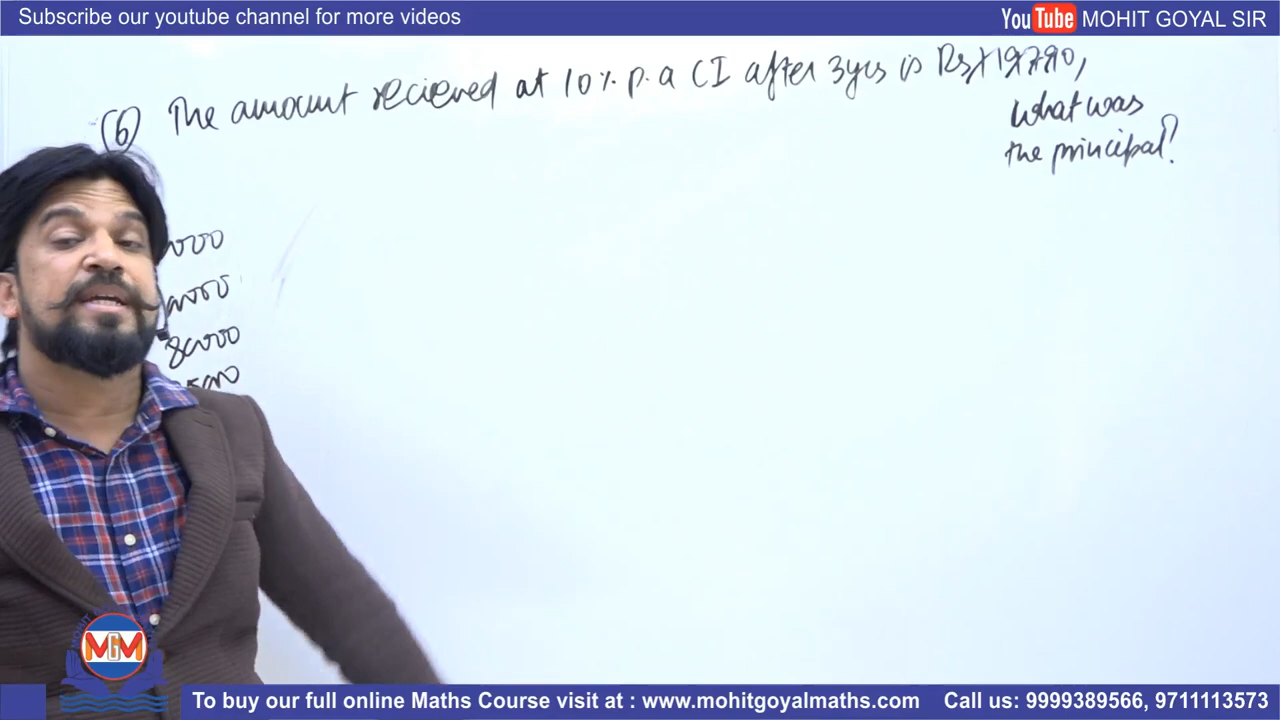 Subscribe our youtube channel for more videos
YouTube MOHIT GOYAL SIR
(6) The amount recieved at 10% p.a CI after 3yrs is Rs
what was
the principal?
80000
MGM
To buy our full online Maths Course visit at : www.mohitgoyalmaths.com Call us: 9999389566, 9711113573